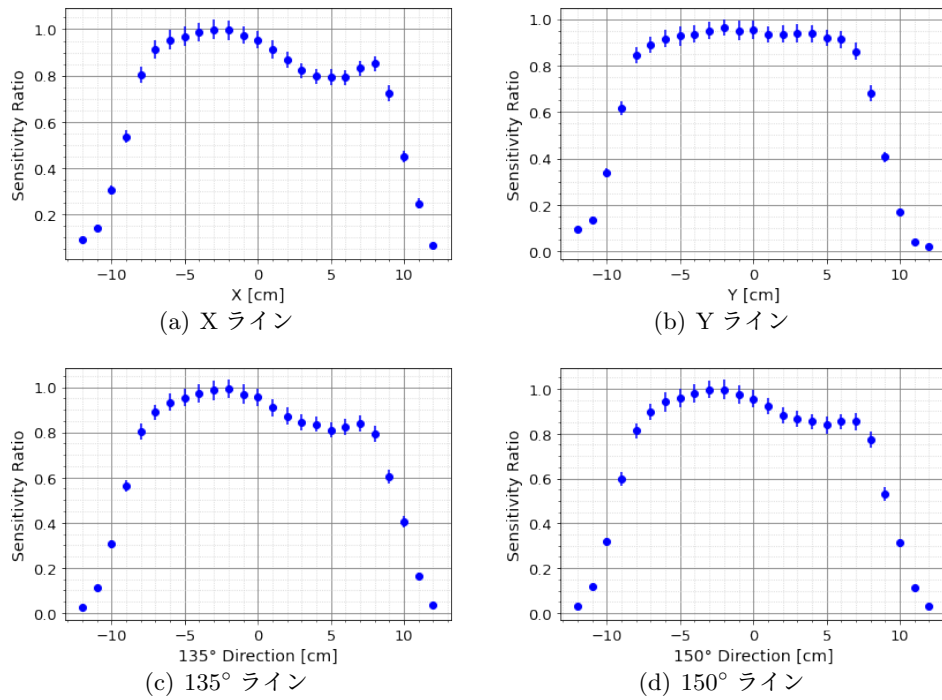 1.0
0.8
0.6
0.4
0.2
Sensitivity Ratio
−10 −5 0 5 10
X [cm]
(a) X ライン
1.0
0.8
0.6
0.4
0.2
0.0
Sensitivity Ratio
−10 −5 0 5 10
Y [cm]
(b) Y ライン
1.0
0.8
0.6
0.4
0.2
0.0
Sensitivity Ratio
−10 −5 0 5 10
135° Direction [cm]
(c) 135° ライン
1.0
0.8
0.6
0.4
0.2
0.0
Sensitivity Ratio
−10 −5 0 5 10
150° Direction [cm]
(d) 150° ライン